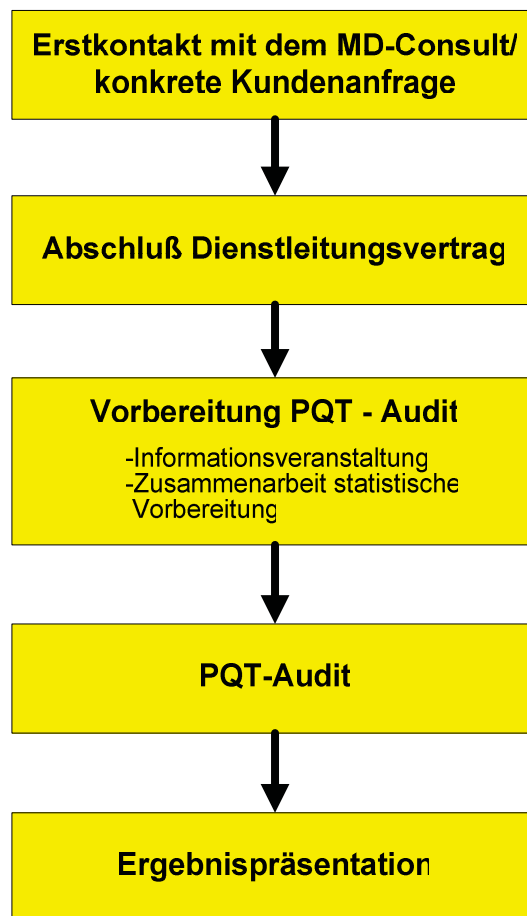 Erstkontakt mit dem MD-Consult/
konkrete Kundenanfrage
Abschluß Dienstleitungsvertrag
Vorbereitung PQT - Audit
-Informationsveranstaltung
-Zusammenarbeit statistische
Vorbereitung
PQT-Audit
Ergebnispräsentation